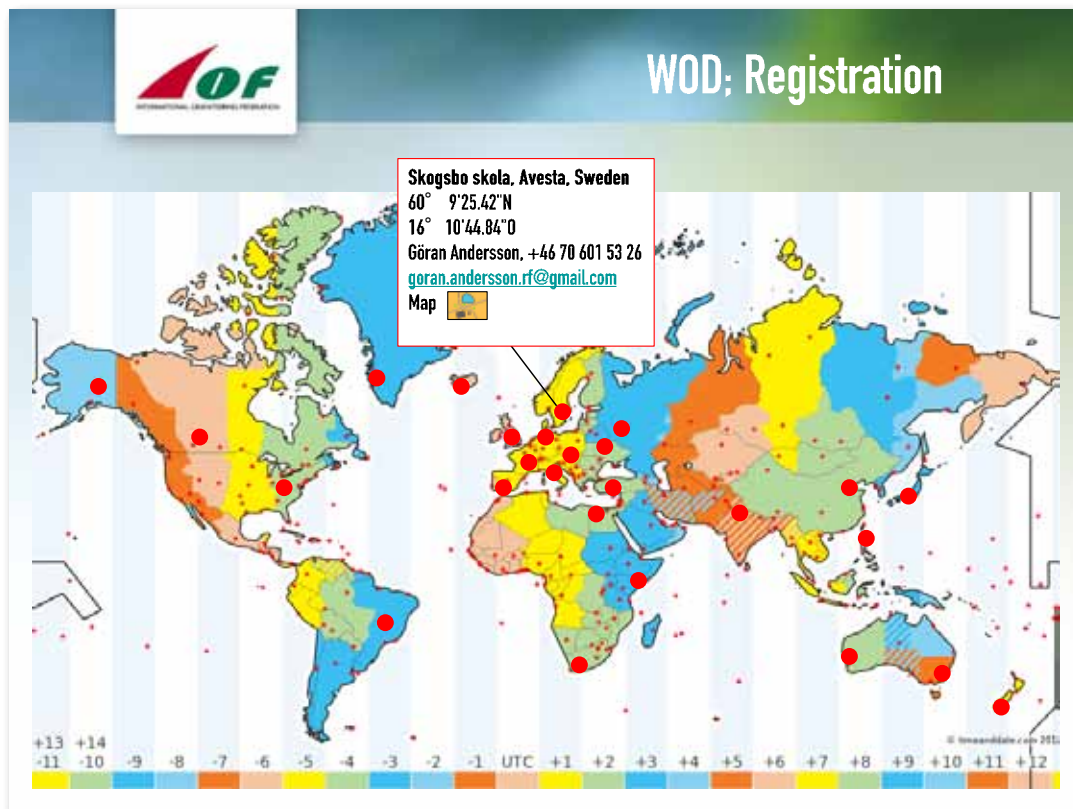 IOF
INTERNATIONAL ORIENTEERING FEDERATION
WOD; Registration
Skogsbo skola, Avesta, Sweden
60° 9'25.42"N
16° 10'44.84"O
Göran Andersson, +46 70 601 53 26
goran.andersson.rf@gmail.com
Map
+13 +14
-11 -10 -9 -8 -7 -6 -5 -4 -3 -2 -1 UTC +1 +2 +3 +4 +5 +6 +7 +8 +9 +10 +11 +12
© timeanddate.com 2012